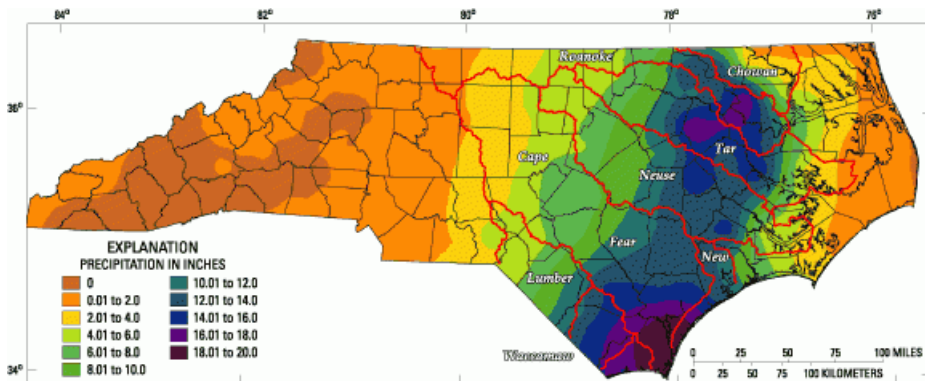 84° 82° 80° 78° 76°
Roanoke
Chowan
36°
Tar
Cape
Neuse
Fear
New
Lumber
Waccamaw
34°
EXPLANATION
PRECIPITATION IN INCHES
0
0.01 to 2.0
2.01 to 4.0
4.01 to 6.0
6.01 to 8.0
8.01 to 10.0
10.01 to 12.0
12.01 to 14.0
14.01 to 16.0
16.01 to 18.0
18.01 to 20.0
0 25 50 75 100 MILES
0 25 50 75 100 KILOMETERS